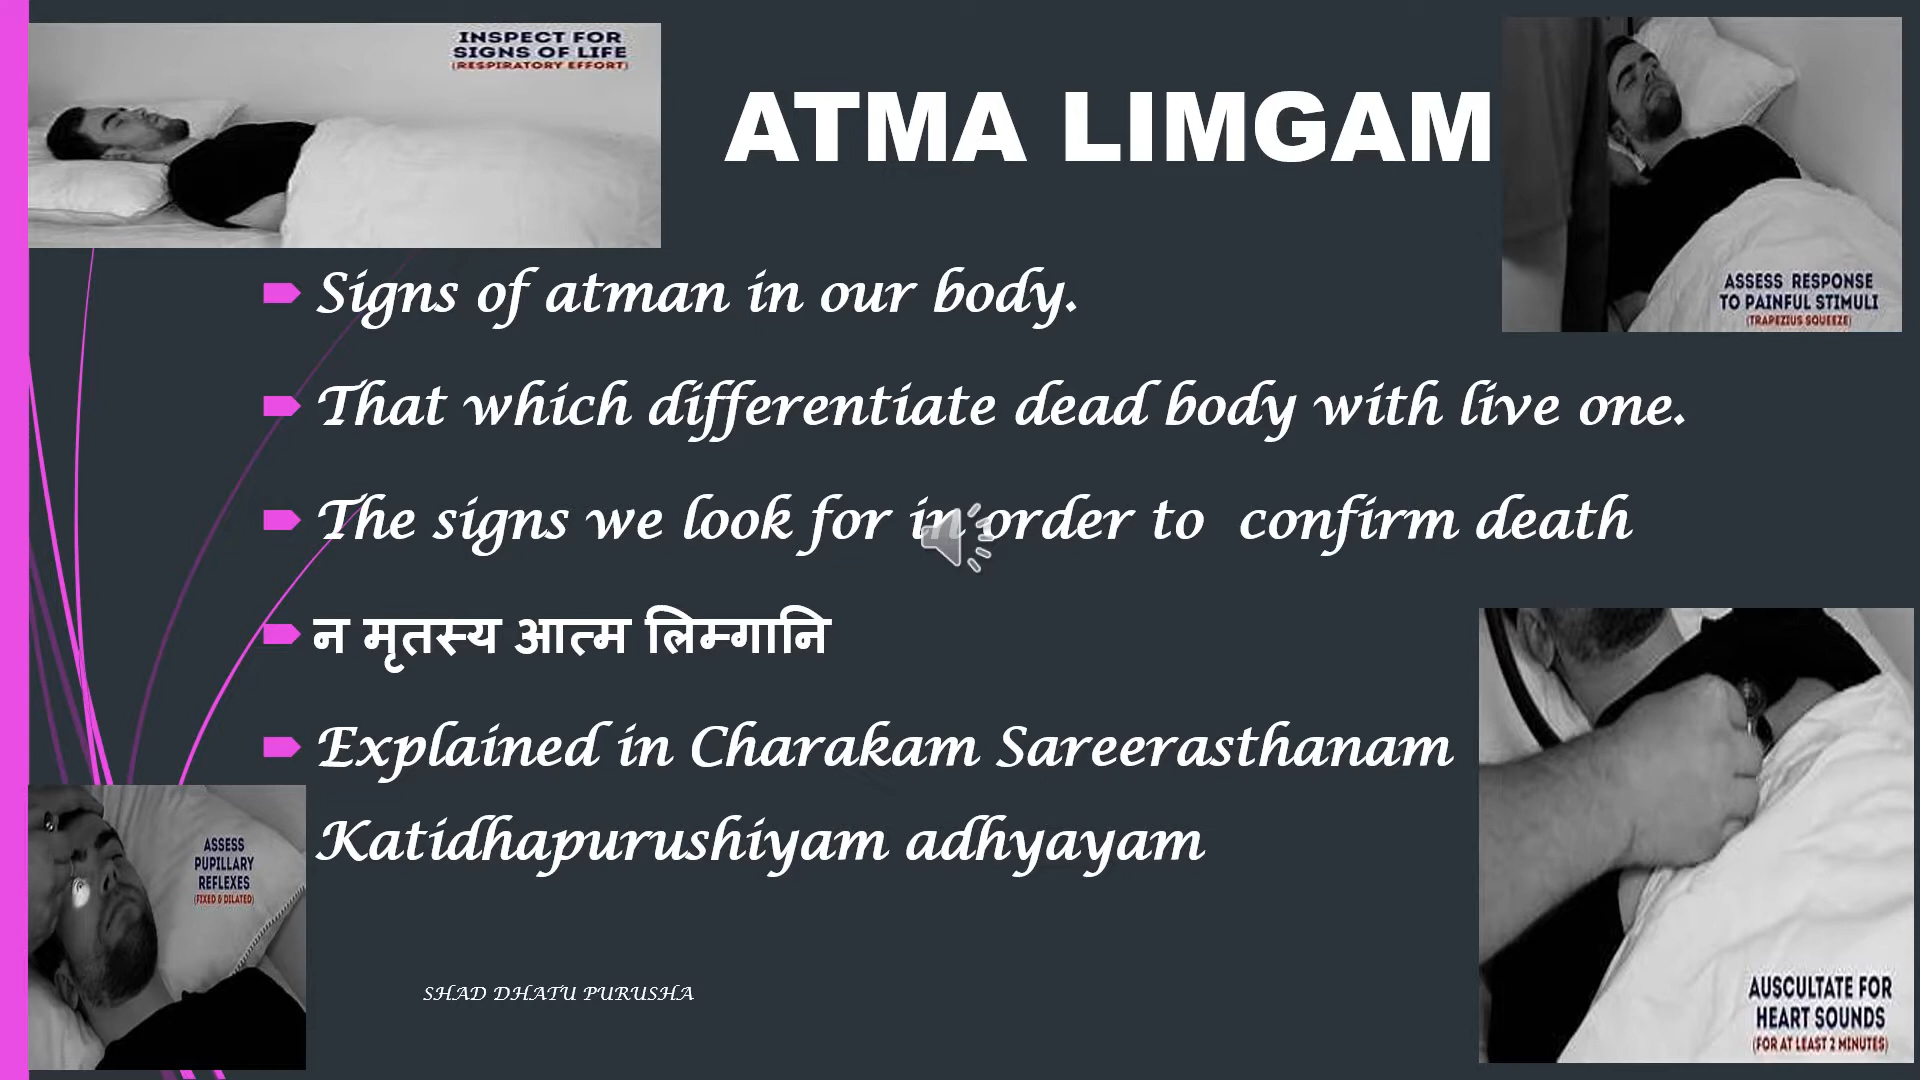 INSPECT FOR
SIGNS OF LIFE
(RESPIRATORY EFFORT)
ATMA LIMGAM
ASSESS RESPONSE
TO PAINFUL STIMULI
(TRAPEZIUS SQUEEZE)
Signs of atman in our body.
That which differentiate dead body with live one.
The signs we look for in order to confirm death
न मृतस्य आत्म लिम्गानि
Explained in Charakam Sareerasthanam
Katidhapurushiyam adhyayam
ASSESS
PUPILLARY
REFLEXES
(FIXED & DILATED)
SHAD DHATU PURUSHA
AUSCULTATE FOR
HEART SOUNDS
(FOR AT LEAST 2 MINUTES)